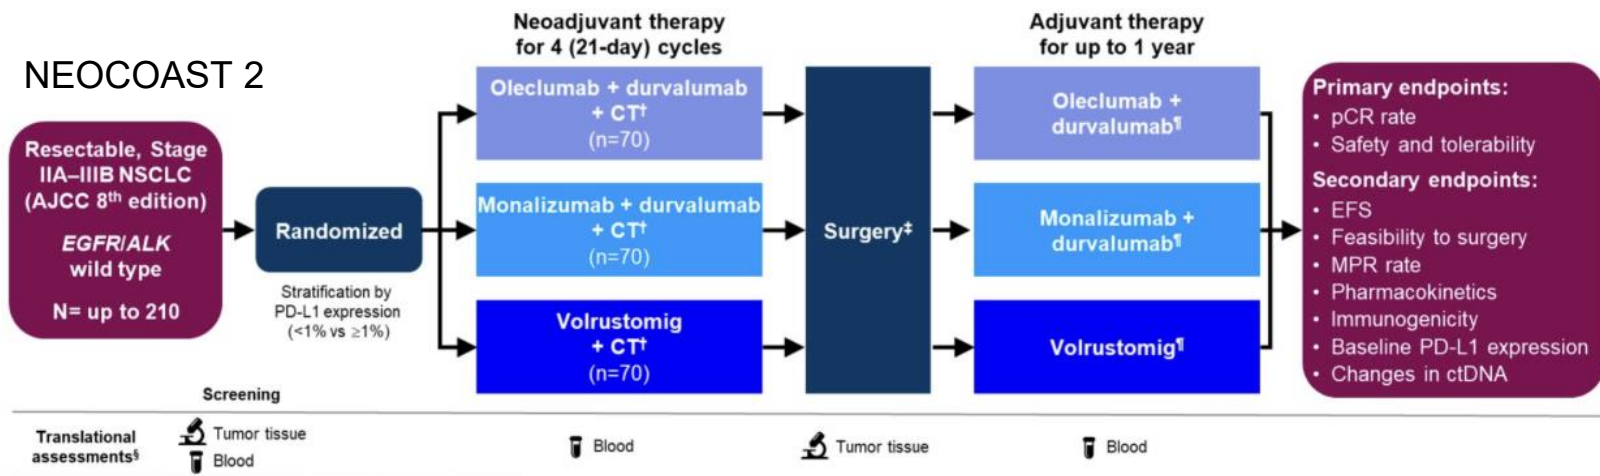 NEOCOAST 2
Resectable, Stage
IIA–IIIB NSCLC
(AJCC 8th edition)
EGFR/ALK
wild type
N= up to 210
Randomized
Stratification by
PD-L1 expression
(<1% vs ≥1%)
Neoadjuvant therapy
for 4 (21-day) cycles
Oleclumab + durvalumab
+ CT†
(n=70)
Monalizumab + durvalumab
+ CT†
(n=70)
Volrustomig
+ CT†
(n=70)
Surgery‡
Adjuvant therapy
for up to 1 year
Oleclumab +
durvalumab¶
Monalizumab +
durvalumab¶
Volrustomig¶
Primary endpoints:
• pCR rate
• Safety and tolerability
Secondary endpoints:
• EFS
• Feasibility to surgery
• MPR rate
• Pharmacokinetics
• Immunogenicity
• Baseline PD-L1 expression
• Changes in ctDNA
Screening
Translational
assessments§
Tumor tissue
Blood
Blood
Tumor tissue
Blood